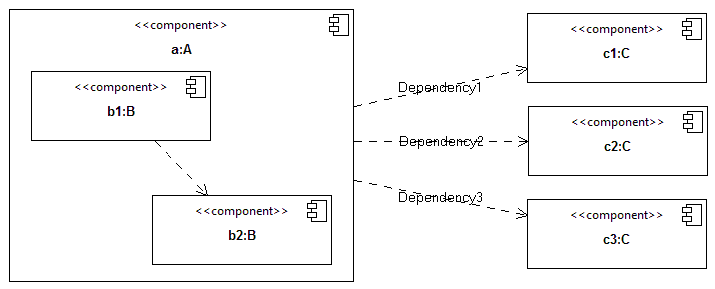 <<component>>
a:A
<<component>>
b1:B
<<component>>
b2:B
Dependency1
Dependency2
Dependency3
<<component>>
c1:C
<<component>>
c2:C
<<component>>
c3:C